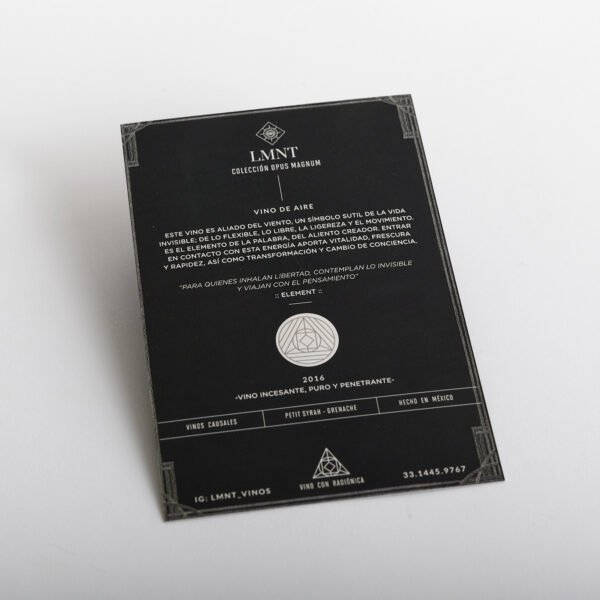 LMNT
COLECCIÓN OPUS MAGNUM
VINO DE AIRE
ESTE VINO ES ALIADO DEL VIENTO, UN SÍMBOLO SUTIL DE LA VIDA
INVISIBLE; DE LO FLEXIBLE, LO LIBRE, LA LIGEREZA Y EL MOVIMIENTO.
ES EL ELEMENTO DE LA PALABRA, DEL ALIENTO CREADOR. ENTRAR
EN CONTACTO CON ESTA ENERGÍA APORTA VITALIDAD, FRESCURA
Y RAPIDEZ, ASÍ COMO TRANSFORMACIÓN Y CAMBIO DE CONCIENCIA.
"PARA QUIENES INHALAN LIBERTAD, CONTEMPLAN LO INVISIBLE
Y VIAJAN CON EL PENSAMIENTO"
:: ELEMENT ::
2016
-VINO INCESANTE, PURO Y PENETRANTE-
VINOS CAUSALES
PETIT SYRAH - GRENACHE
HECHO EN MÉXICO
IG: LMNT_VINOS
VINO CON RADIÓNICA
33.1445.9767